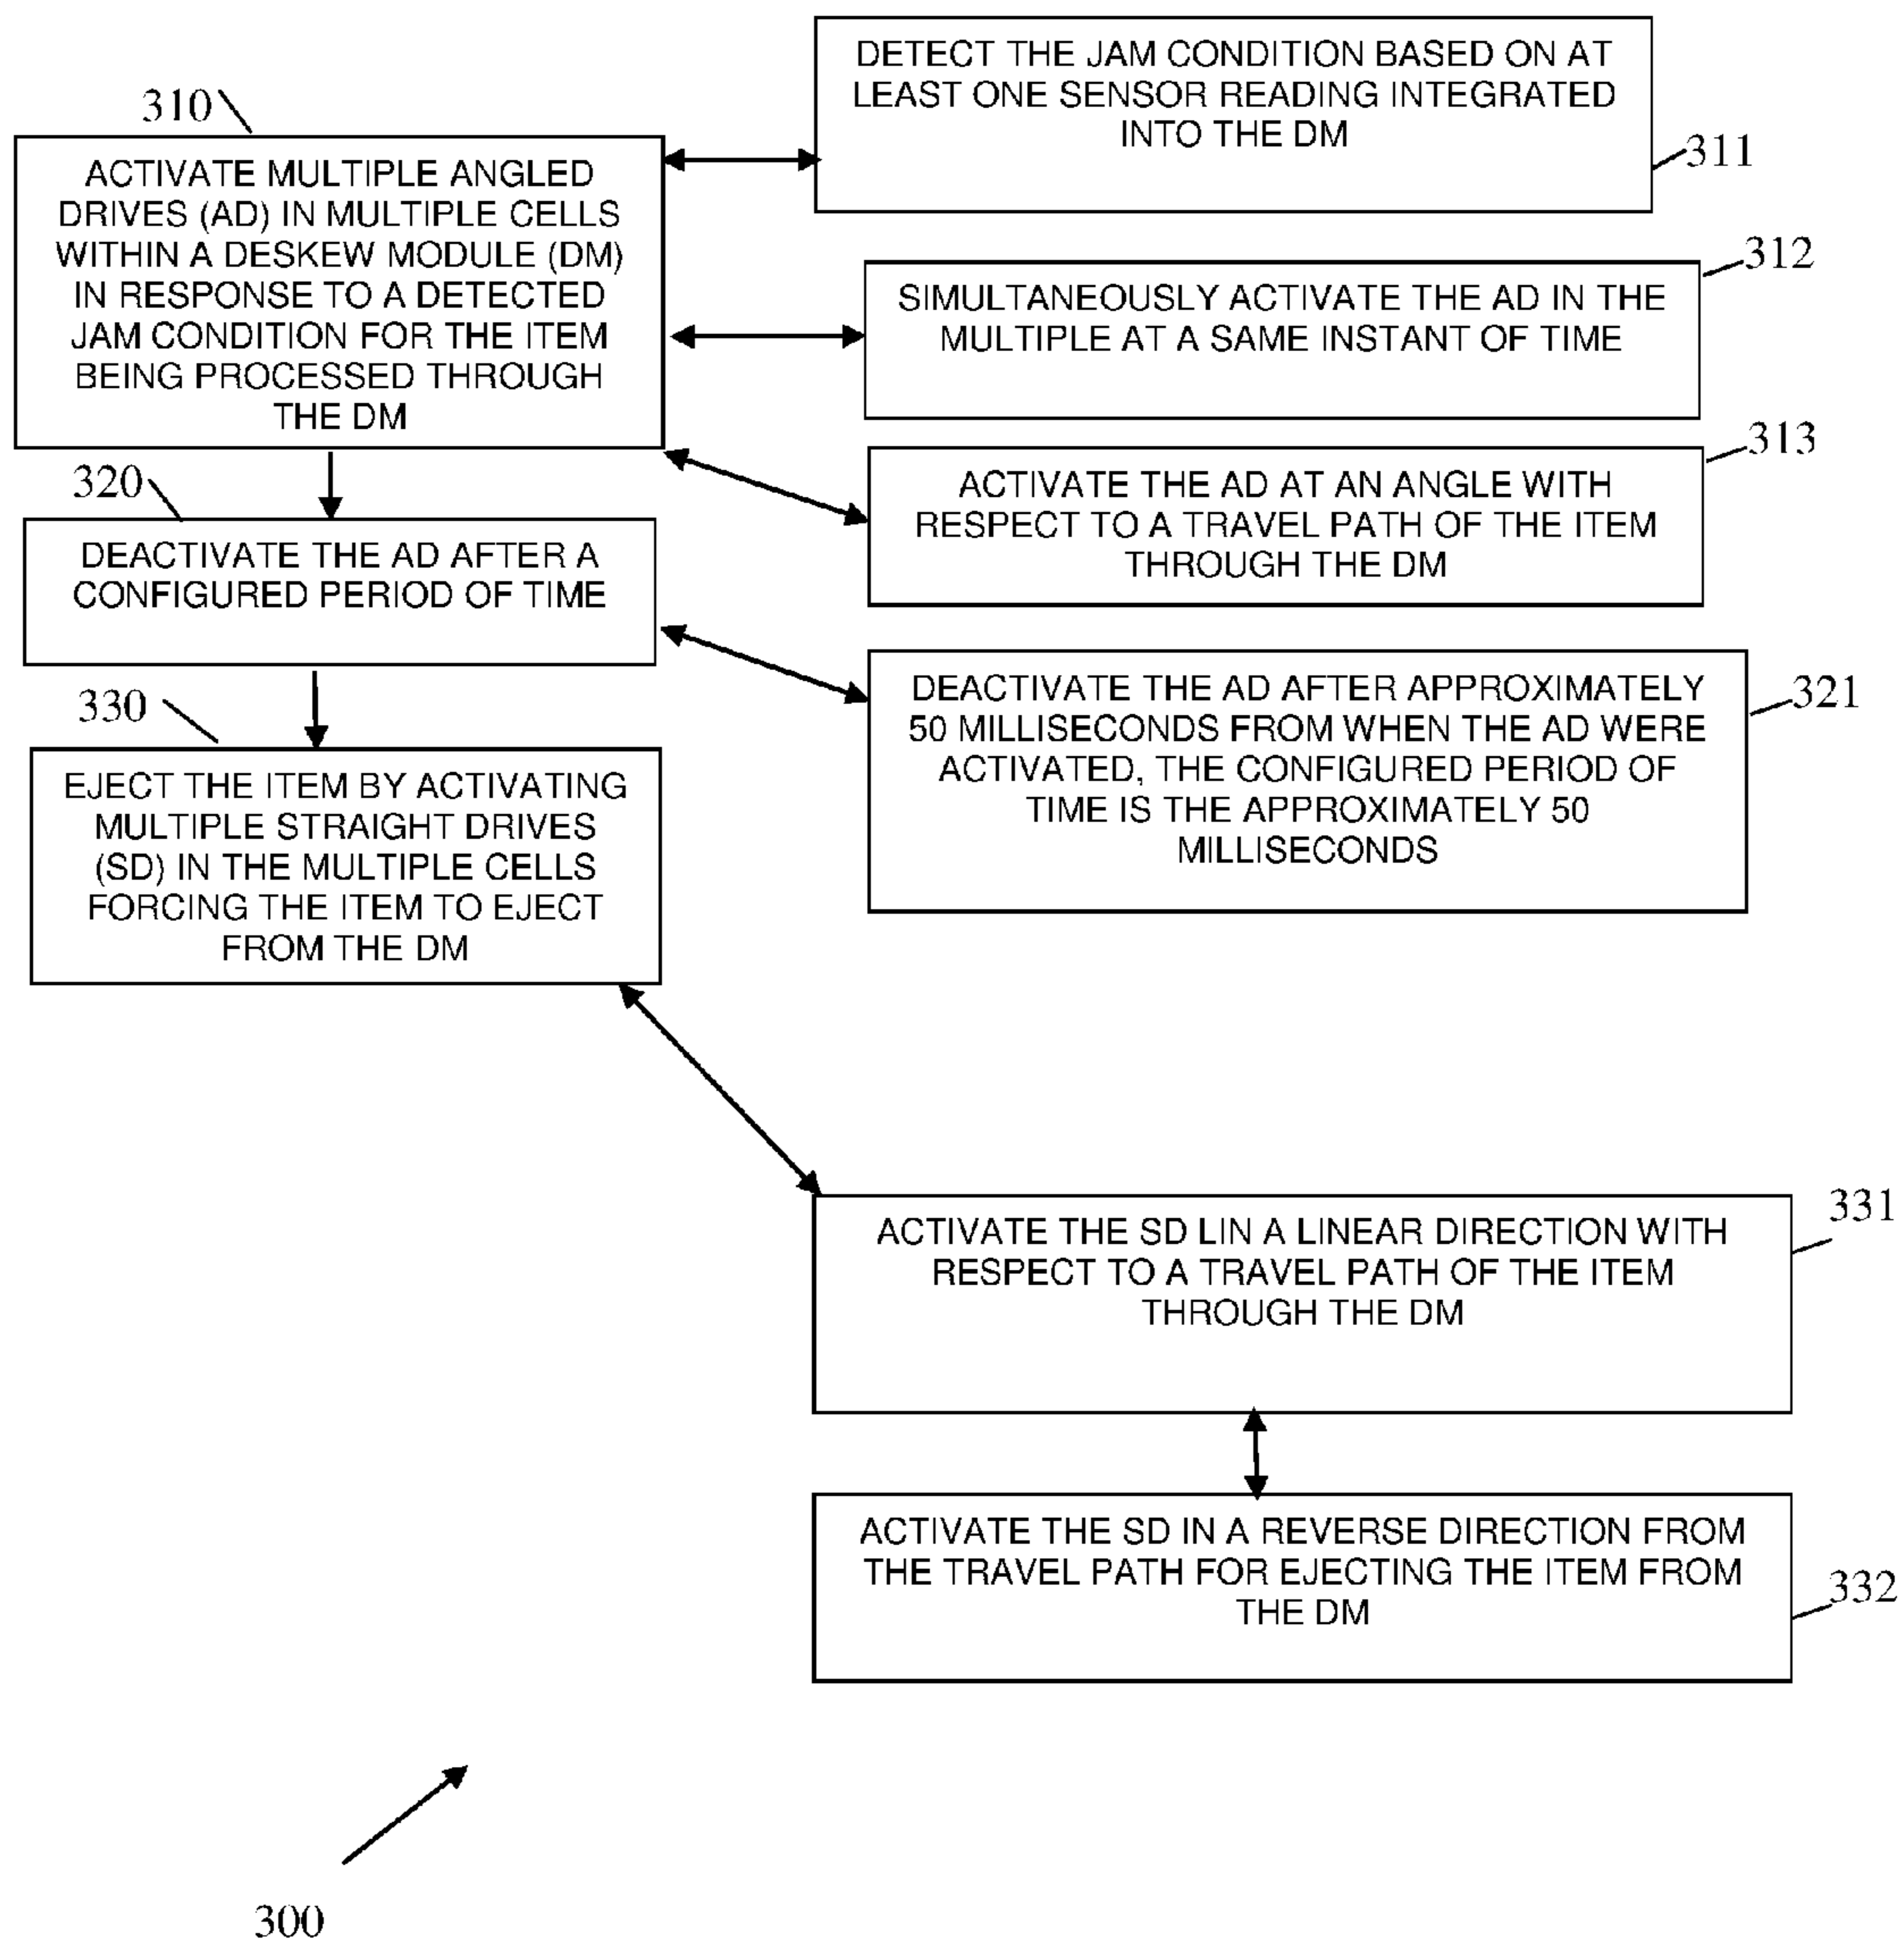 310
ACTIVATE MULTIPLE ANGLED
DRIVES (AD) IN MULTIPLE CELLS
WITHIN A DESKEW MODULE (DM)
IN RESPONSE TO A DETECTED
JAM CONDITION FOR THE ITEM
BEING PROCESSED THROUGH
THE DM
DETECT THE JAM CONDITION BASED ON AT
LEAST ONE SENSOR READING INTEGRATED
INTO THE DM
311
312
SIMULTANEOUSLY ACTIVATE THE AD IN THE
MULTIPLE AT A SAME INSTANT OF TIME
313
ACTIVATE THE AD AT AN ANGLE WITH
RESPECT TO A TRAVEL PATH OF THE ITEM
THROUGH THE DM
320
DEACTIVATE THE AD AFTER A
CONFIGURED PERIOD OF TIME
321
DEACTIVATE THE AD AFTER APPROXIMATELY
50 MILLISECONDS FROM WHEN THE AD WERE
ACTIVATED, THE CONFIGURED PERIOD OF
TIME IS THE APPROXIMATELY 50
MILLISECONDS
330
EJECT THE ITEM BY ACTIVATING
MULTIPLE STRAIGHT DRIVES
(SD) IN THE MULTIPLE CELLS
FORCING THE ITEM TO EJECT
FROM THE DM
331
ACTIVATE THE SD LIN A LINEAR DIRECTION WITH
RESPECT TO A TRAVEL PATH OF THE ITEM
THROUGH THE DM
ACTIVATE THE SD IN A REVERSE DIRECTION FROM
THE TRAVEL PATH FOR EJECTING THE ITEM FROM
THE DM
332
300